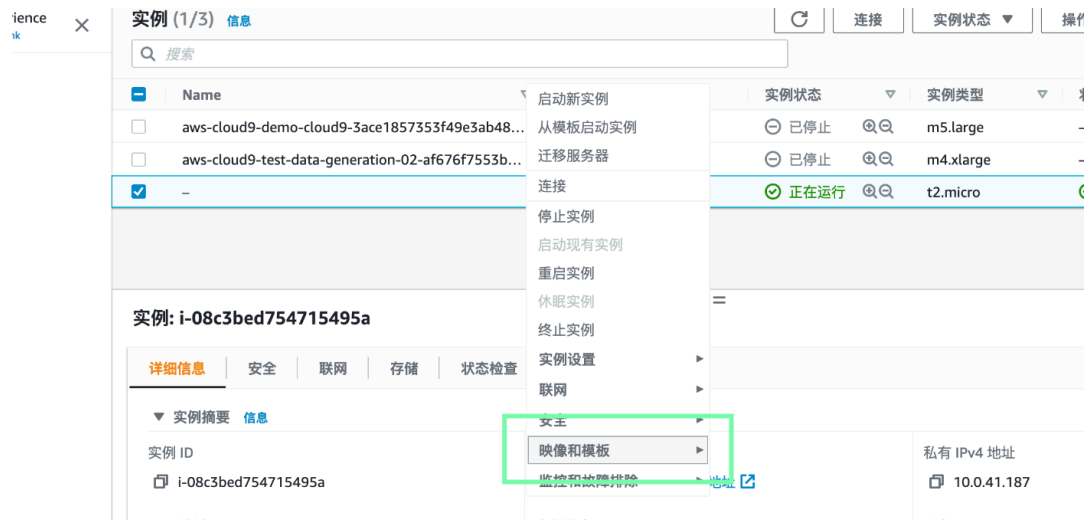 ience
nk
实例 (1/3) 信息
连接
实例状态
搜索
Name
实例状态
实例类型
aws-cloud9-demo-cloud9-3ace1857353f49e3ab48...
已停止
m5.large
aws-cloud9-test-data-generation-02-af676f7553b...
已停止
m4.xlarge
–
正在运行
t2.micro
启动新实例
从模板启动实例
迁移服务器
连接
停止实例
启动现有实例
重启实例
休眠实例
终止实例
实例设置
联网
安全
映像和模板
监控和故障排除
实例: i-08c3bed754715495a
详细信息
安全
联网
存储
状态检查
实例摘要 信息
实例 ID
i-08c3bed754715495a
地址
私有 IPv4 地址
10.0.41.187